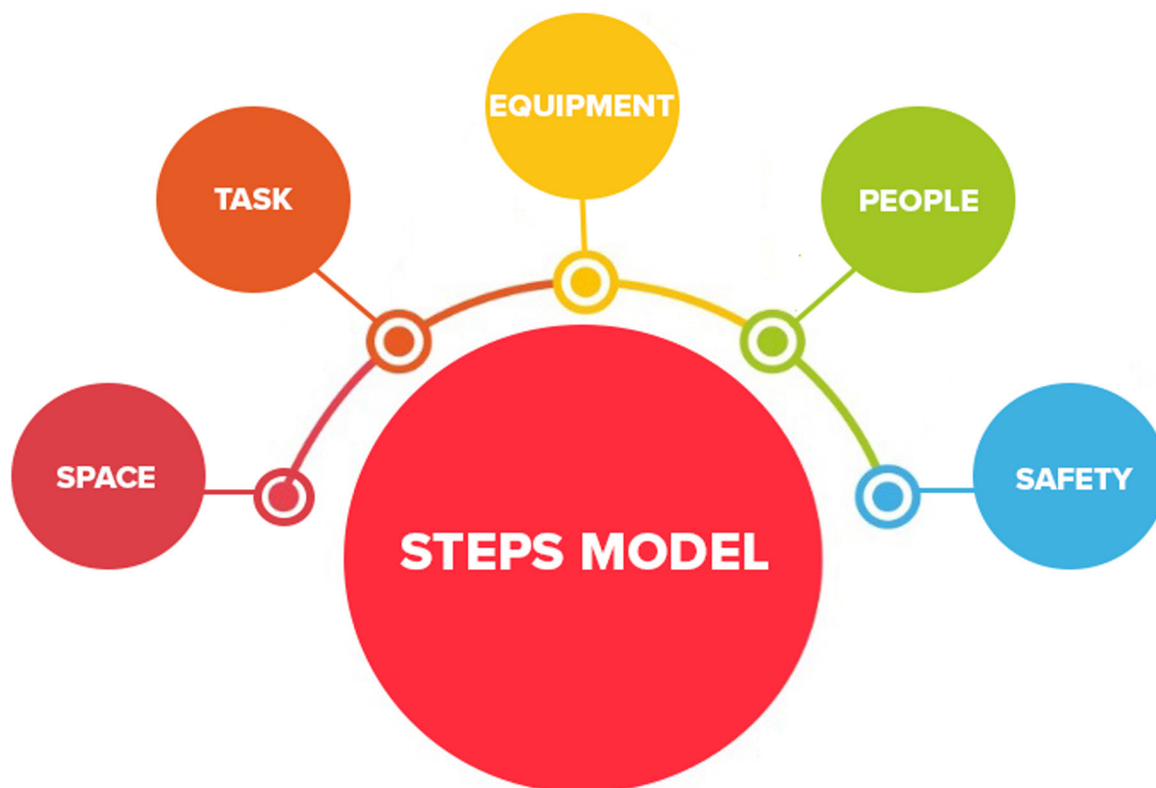 SPACE
TASK
EQUIPMENT
PEOPLE
SAFETY
STEPS MODEL